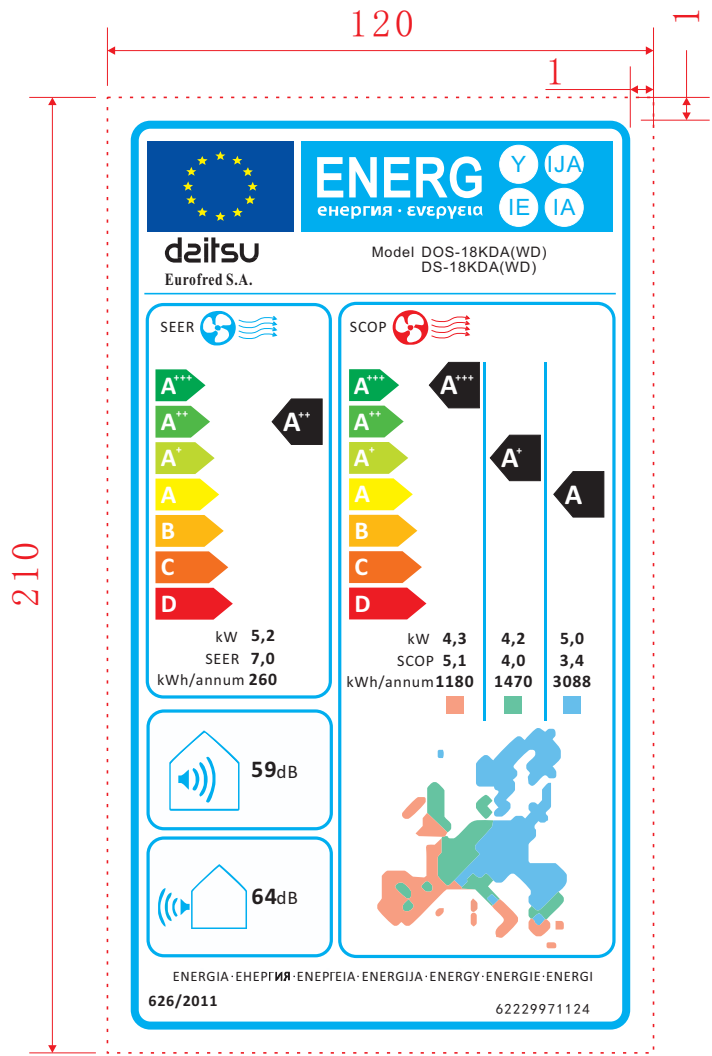 120
1
1
210
ENERG
енергия · ενεργεια
Y IJA
IE IA
daitsu
Eurofred S.A.
Model DOS-18KDA(WD)
DS-18KDA(WD)
SEER
A+++
A++
A+
A
B
C
D
A++
kW 5,2
SEER 7,0
kWh/annum 260
SCOP
A+++
A++
A+
A
B
C
D
A+++
A+
A
kW 4,3 4,2 5,0
SCOP 5,1 4,0 3,4
kWh/annum 1180 1470 3088
59dB
64dB
ENERGIA·ЕНЕРГИЯ·ΕΝΕΡΓΕΙΑ·ENERGIJA·ENERGY·ENERGIE·ENERGI
626/2011
62229971124